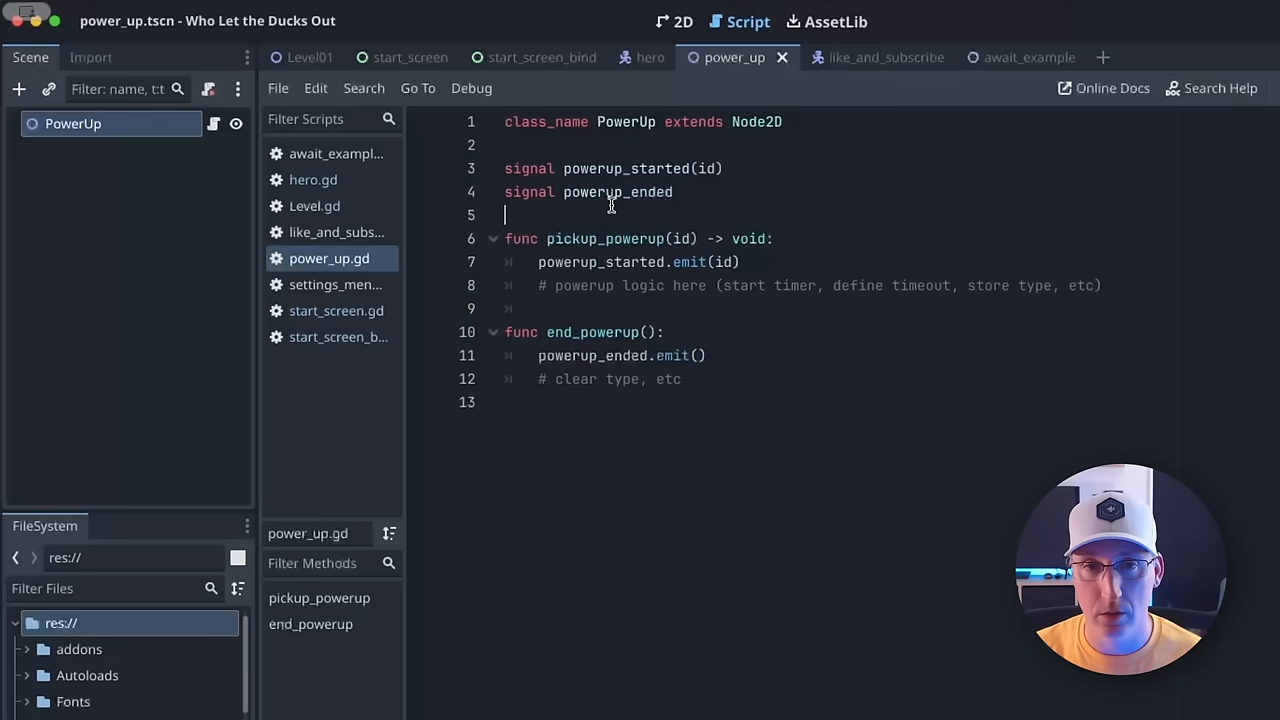 power_up.tscn - Who Let the Ducks Out
2D
Script
AssetLib
Scene
Import
Level01
start_screen
start_screen_bind
hero
power_up
like_and_subscribe
await_example
Filter: name, t:t
File
Edit
Search
Go To
Debug
Online Docs
Search Help
PowerUp
Filter Scripts
await_exampl...
hero.gd
Level.gd
like_and_subs...
power_up.gd
settings_men...
start_screen.gd
start_screen_b...
1 class_name PowerUp extends Node2D
2
3 signal powerup_started(id)
4 signal powerup_ended
5
6 func pickup_powerup(id) -> void:
7 powerup_started.emit(id)
8 # powerup logic here (start timer, define timeout, store type, etc)
9
10 func end_powerup():
11 powerup_ended.emit()
12 # clear type, etc
13
power_up.gd
Filter Methods
pickup_powerup
end_powerup
FileSystem
res://
Filter Files
res://
addons
Autoloads
Fonts